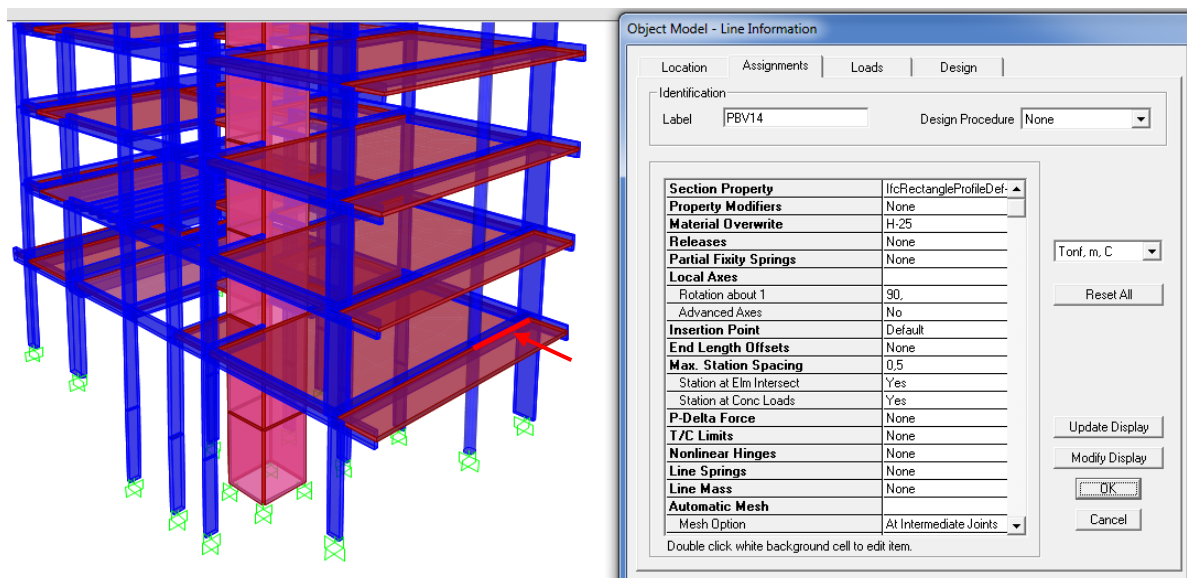 Object Model - Line Information
Location Assignments Loads Design
Identification
Label PBV14 Design Procedure None
Section Property IfcRectangleProfileDef-
Property Modifiers None
Material Overwrite H-25
Releases None
Partial Fixity Springs None
Local Axes
Rotation about 1 90,
Advanced Axes No
Insertion Point Default
End Length Offsets None
Max. Station Spacing 0,5
Station at Elm Intersect Yes
Station at Conc Loads Yes
P-Delta Force None
T/C Limits None
Nonlinear Hinges None
Line Springs None
Line Mass None
Automatic Mesh
Mesh Option At Intermediate Joints
Double click white background cell to edit item.
Tonf, m, C
Reset All
Update Display
Modify Display
OK
Cancel